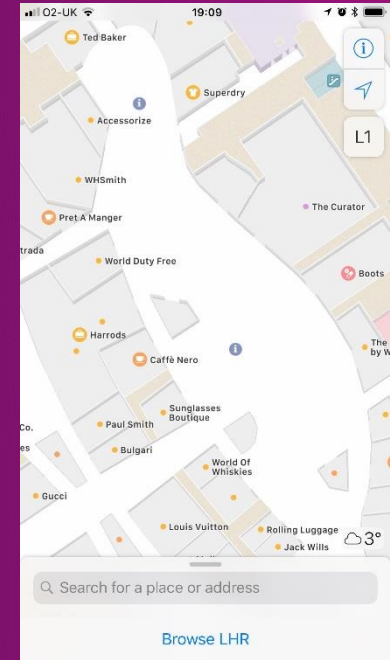 O2-UK 19:09
Ted Baker
Superdry
Accessorize
L1
WHSmith
The Curator
Pret A Manger
trada
World Duty Free
Boots
Harrods
The
by W
Caffè Nero
Sunglasses
Boutique
Paul Smith
Co.
es
Bulgari
World Of
Whiskies
Gucci
Louis Vuitton
Rolling Luggage
3°
Jack Wills
Search for a place or address
Browse LHR